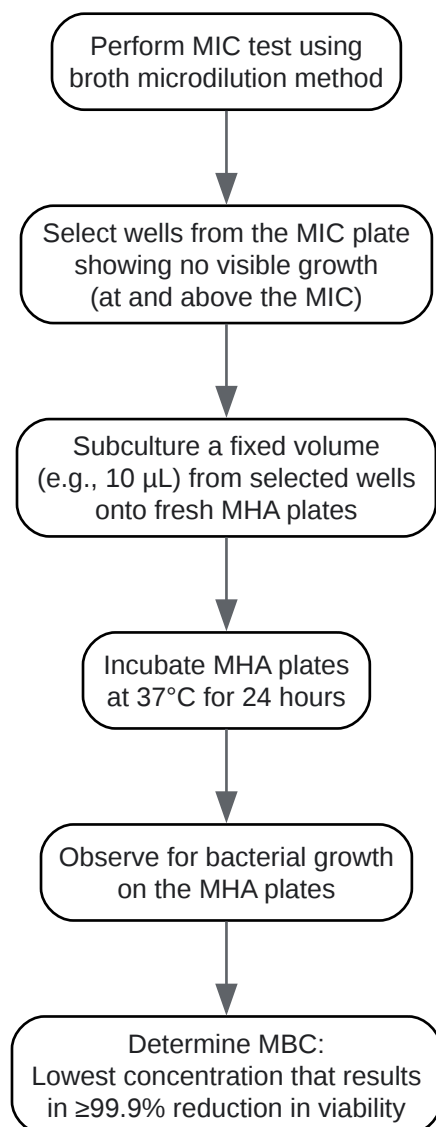 Perform MIC test using
broth microdilution method
Select wells from the MIC plate
showing no visible growth
(at and above the MIC)
Subculture a fixed volume
(e.g., 10 µL) from selected wells
onto fresh MHA plates
Incubate MHA plates
at 37°C for 24 hours
Observe for bacterial growth
on the MHA plates
Determine MBC:
Lowest concentration that results
in ≥99.9% reduction in viability